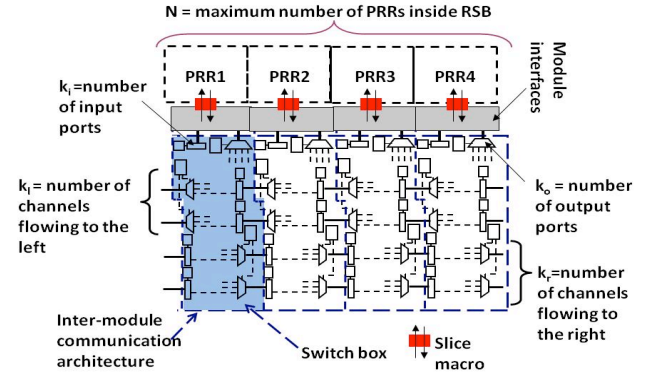 N = maximum number of PRRs inside RSB
PRR1
PRR2
PRR3
PRR4
Module
interfaces
ki =number
of input
ports
kl = number of
channels
flowing to the
left
ko = number
of output
ports
kr=number
of channels
flowing to
the right
Inter-module
communication
architecture
Switch box
Slice
macro